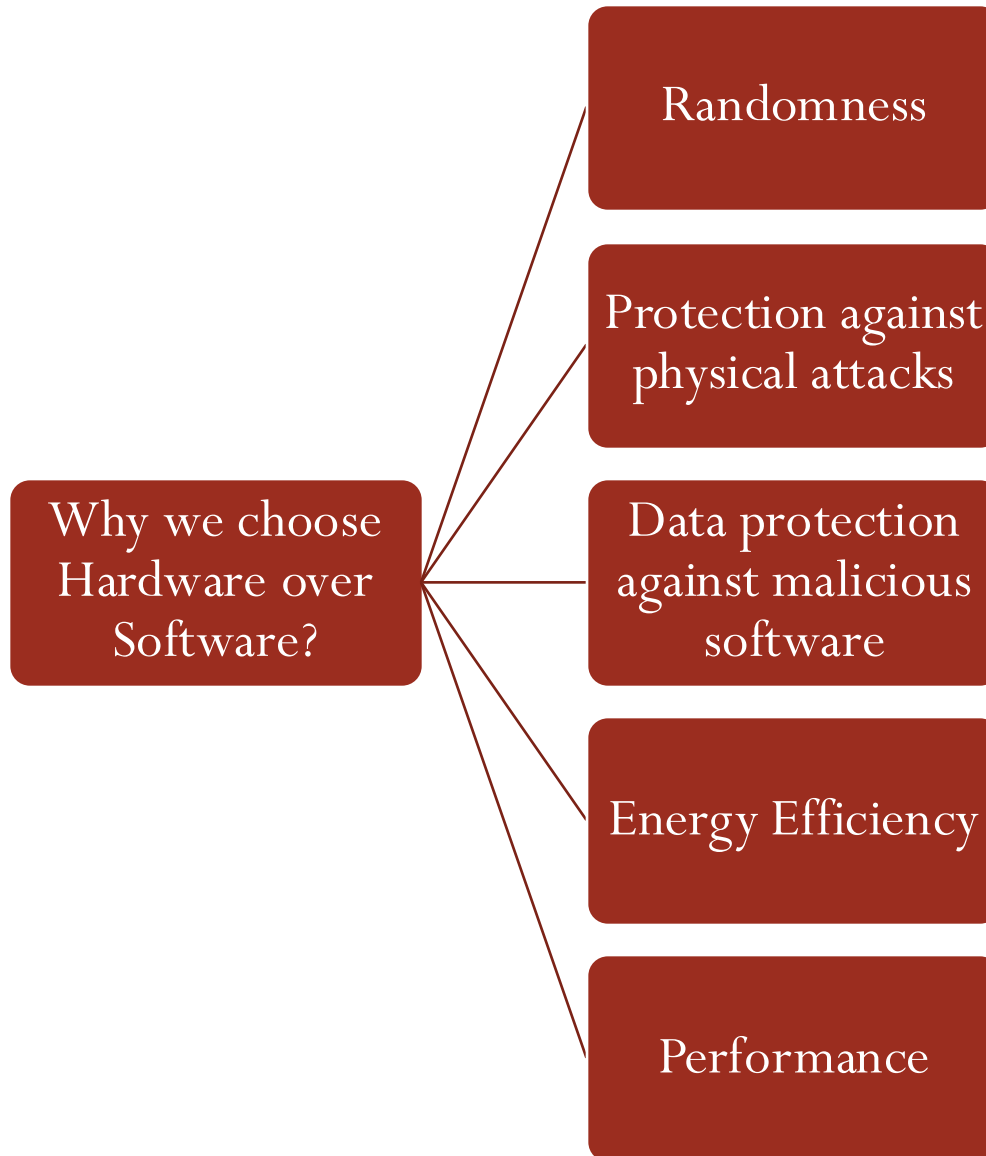 Why we choose
Hardware over
Software?
Randomness
Protection against
physical attacks
Data protection
against malicious
software
Energy Efficiency
Performance